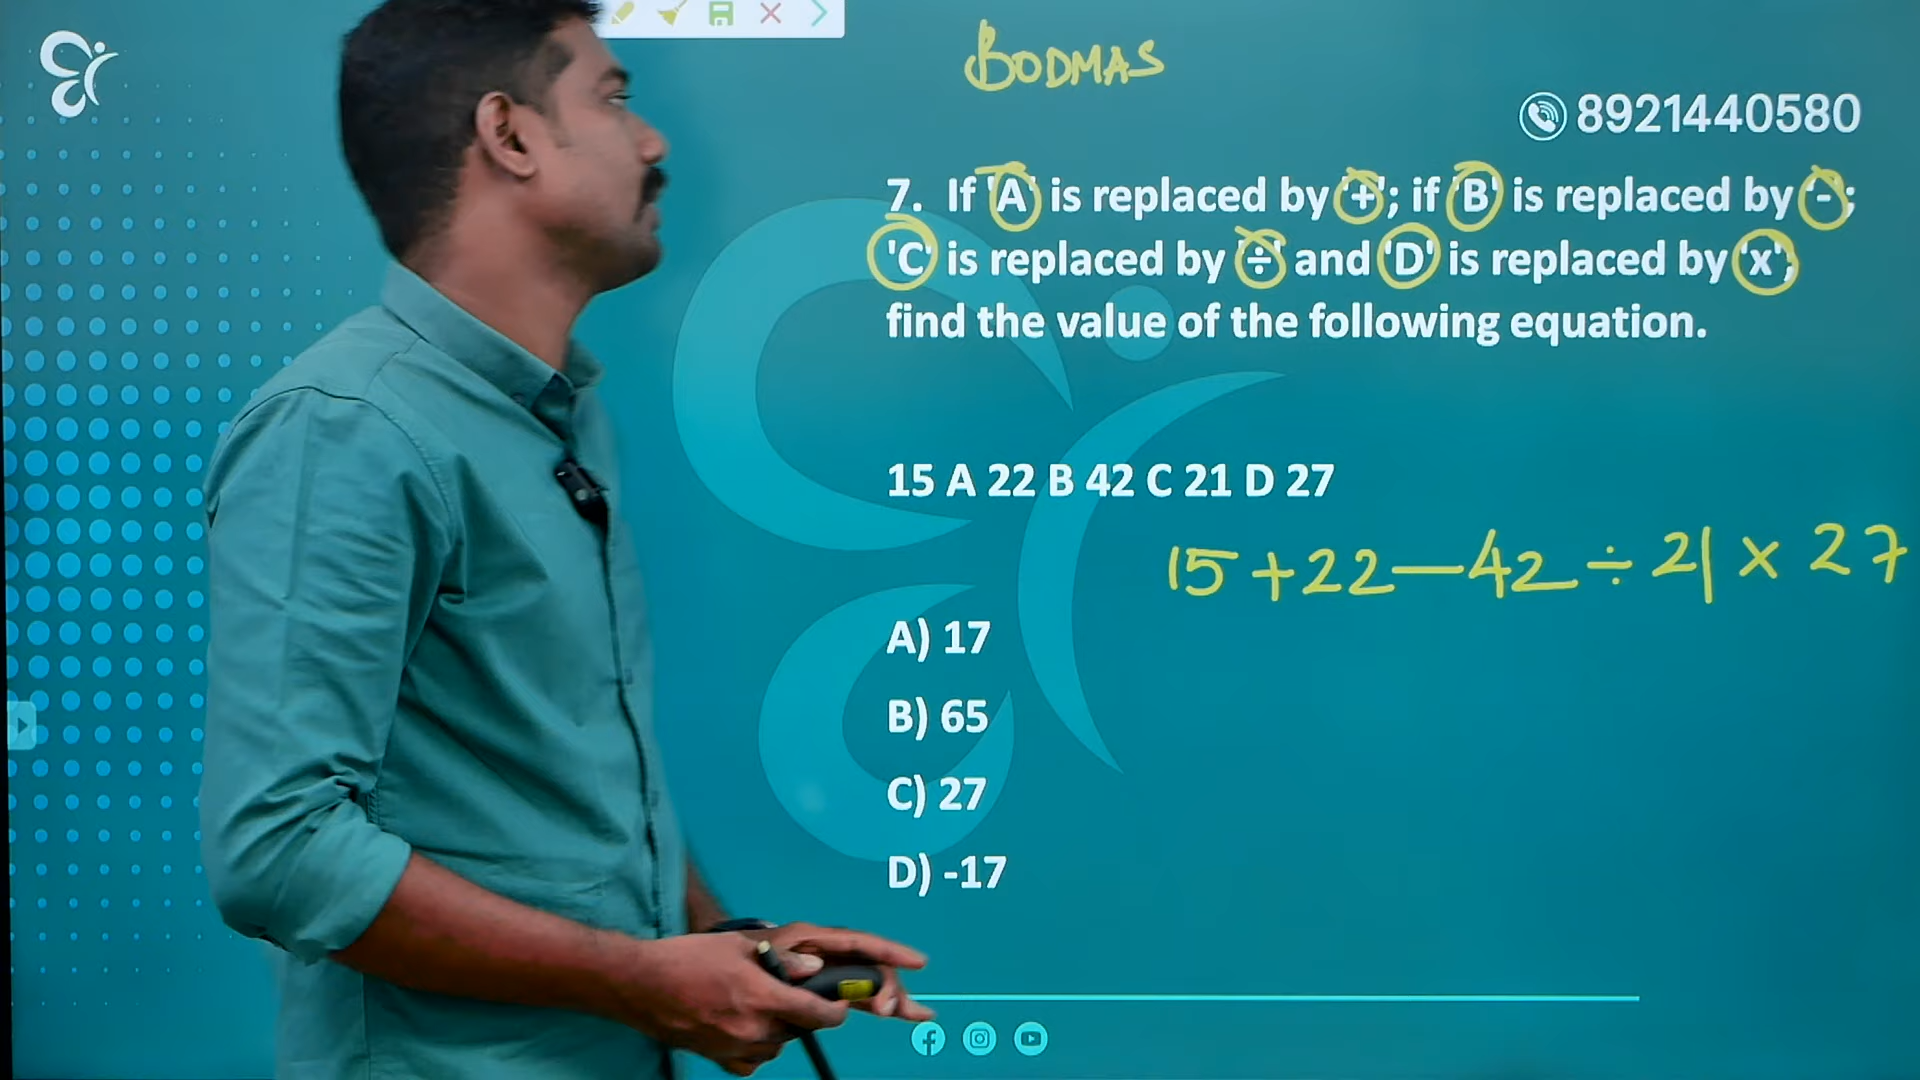 BODMAS
8921440580
7. If 'A' is replaced by '+'; if 'B' is replaced by '-';
'C' is replaced by '÷' and 'D' is replaced by 'x';
find the value of the following equation.
15 A 22 B 42 C 21 D 27
15+22—42÷21×27
A) 17
B) 65
C) 27
D) -17